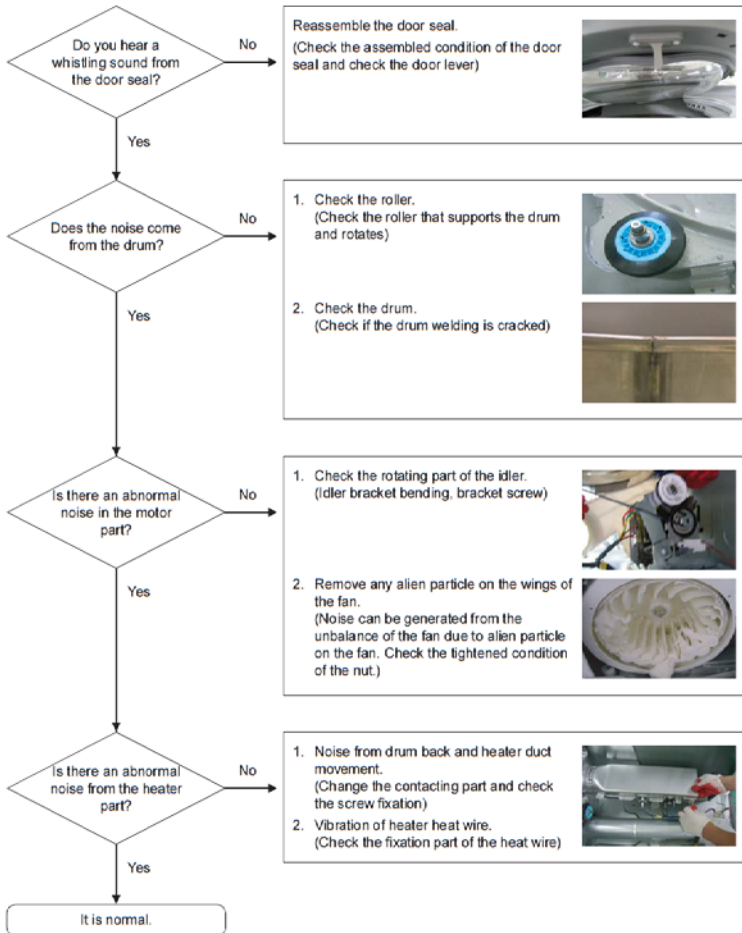 Do you hear a
whistling sound from
the door seal?
No
Reassemble the door seal.
(Check the assembled condition of the door
seal and check the door lever)
Yes
Does the noise come
from the drum?
No
1. Check the roller.
(Check the roller that supports the drum
and rotates)
2. Check the drum.
(Check if the drum welding is cracked)
Yes
Is there an abnormal
noise in the motor
part?
No
1. Check the rotating part of the idler.
(Idler bracket bending, bracket screw)
2. Remove any alien particle on the wings of
the fan.
(Noise can be generated from the
unbalance of the fan due to alien particle
on the fan. Check the tightened condition
of the nut.)
Yes
Is there an abnormal
noise from the heater
part?
No
1. Noise from drum back and heater duct
movement.
(Change the contacting part and check
the screw fixation)
2. Vibration of heater heat wire.
(Check the fixation part of the heat wire)
Yes
It is normal.